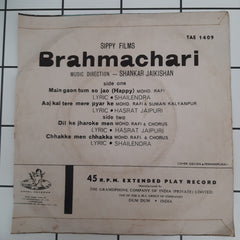 TAE 1409
SIPPY FILMS
Brahmachari
MUSIC DIRECTION — SHANKAR JAIKISHAN
side one
Main gaon tum so jao (Happy) MOHD. RAFI
LYRIC • SHAILENDRA
Aaj kal tere mere pyar ke MOHD. RAFI & SUMAN KALYANPUR
LYRIC • HASRAT JAIPURI
side two
Dil ke jharoke men MOHD. RAFI & CHORUS
LYRIC • HASRAT JAIPURI
Chhakke men chhakka MOHD. RAFI & CHORUS
LYRIC • SHAILENDRA
45 R.P.M. EXTENDED PLAY RECORD
THE GRAMOPHONE COMPANY OF INDIA (PRIVATE) LIMITED.
DUM DUM • INDIA